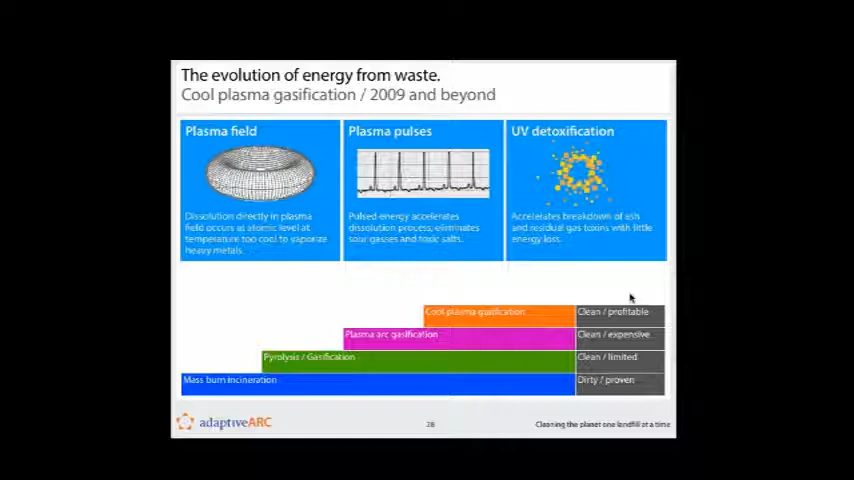 The evolution of energy from waste.
Cool plasma gasification / 2009 and beyond
Plasma field
Dissolution directly in plasma
field occurs at atomic level at
temperature too cool to vaporize
heavy metals.
Plasma pulses
Pulsed energy accelerates
dissolution process, eliminates
sour gasses and toxic salts.
UV detoxification
Accelerates breakdown of ash
and residual gas toxins with little
energy loss.
Cool plasma gasification Clean / profitable
Plasma arc gasification Clean / expensive
Pyrolysis / Gasification Clean / limited
Mass burn incineration Dirty / proven
adaptiveARC 28 Cleaning the planet one landfill at a time